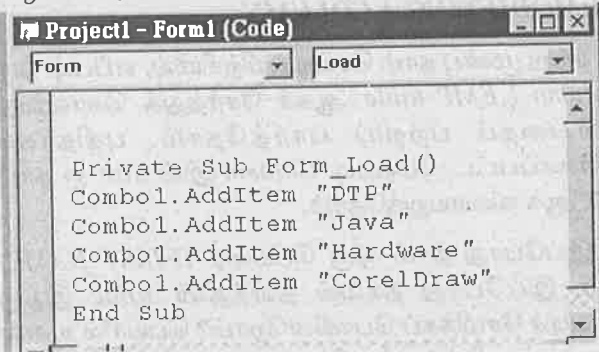 Project1 - Form1 (Code)
Form Load
Private Sub Form_Load()
Combo1.AddItem "DTP"
Combo1.AddItem "Java"
Combo1.AddItem "Hardware"
Combo1.AddItem "CorelDraw"
End Sub